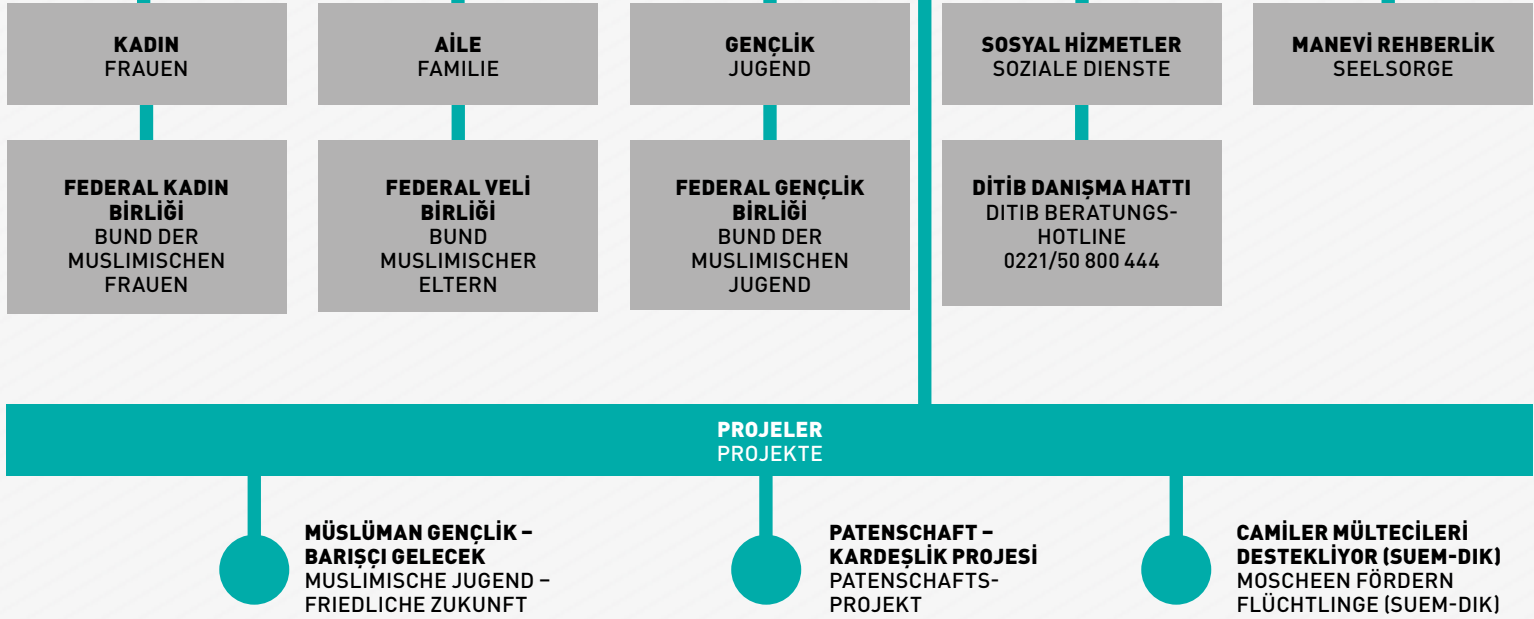 KADIN
FRAUEN
AİLE
FAMILIE
GENÇLİK
JUGEND
SOSYAL HİZMETLER
SOZIALE DIENSTE
MANEVİ REHBERLİK
SEELSORGE
FEDERAL KADIN
BİRLİĞİ
BUND DER
MUSLIMISCHEN
FRAUEN
FEDERAL VELİ
BİRLİĞİ
BUND
MUSLIMISCHER
ELTERN
FEDERAL GENÇLİK
BİRLİĞİ
BUND DER
MUSLIMISCHEN
JUGEND
DİTİB DANIŞMA HATTI
DITIB BERATUNGS-
HOTLINE
0221/50 800 444
PROJELER
PROJEKTE
MÜSLÜMAN GENÇLİK –
BARIŞÇI GELECEK
MUSLIMISCHE JUGEND –
FRIEDLICHE ZUKUNFT
PATENSCHAFT –
KARDEŞLİK PROJESİ
PATENSCHAFTS-
PROJEKT
CAMİLER MÜLTECİLERİ
DESTEKLİYOR (SUEM-DIK)
MOSCHEEN FÖRDERN
FLÜCHTLINGE (SUEM-DIK)